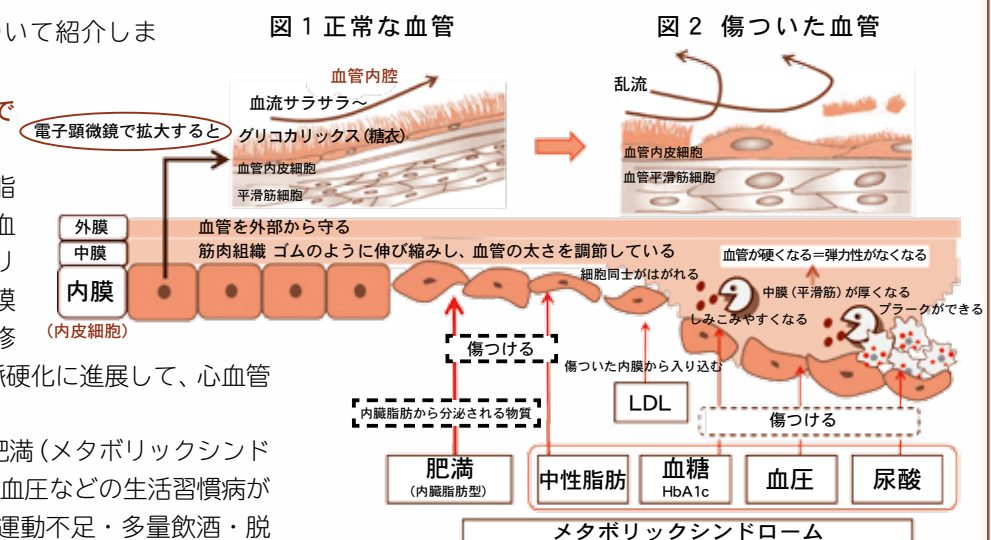 いて紹介しま
で
脂
血
リ
膜
修
脈硬化に進展して、心血管
肥満(メタボリックシンド
血圧などの生活習慣病が
運動不足・多量飲酒・脱
図1正常な血管
図2 傷ついた血管
血管内腔
血流サラサラ～
電子顕微鏡で拡大すると
グリコカリックス(糖衣)
血管内皮細胞
平滑筋細胞
乱流
血管内皮細胞
血管平滑筋細胞
外膜
血管を外部から守る
中膜
筋肉組織 ゴムのように伸び縮みし、血管の太さを調節している
内膜
(内皮細胞)
血管が硬くなる=弾力性がなくなる
細胞同士がはがれる
中膜(平滑筋)が厚くなる
しみこみやすくなる
プラークができる
傷つける
傷ついた内膜から入り込む
LDL
内臓脂肪から分泌される物質
傷つける
肥満
(内臓脂肪型)
中性脂肪
血糖
HbA1c
血圧
尿酸
メタボリックシンドローム